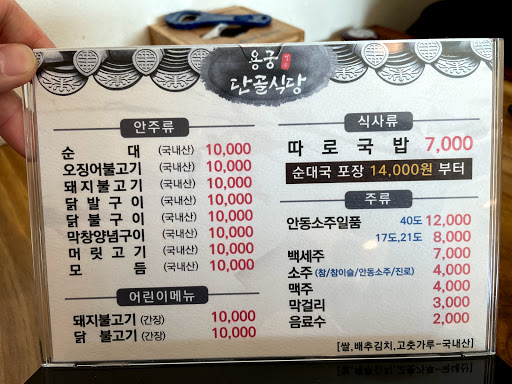 용궁
단골식당
안주류
순 대 (국내산) 10,000
오징어불고기 (국내산) 10,000
돼지불고기 (국내산) 10,000
닭발구이 (국내산) 10,000
닭불구이 (국내산) 10,000
막창양념구이 (국내산) 10,000
머릿고기 (국내산) 10,000
모 듬 (국내산) 10,000
어린이메뉴
돼지불고기 (간장) 10,000
닭 불고기 (간장) 10,000
식사류
따로국밥 7,000
순대국 포장 14,000원 부터
주류
안동소주일품 40도 12,000
17도,21도 8,000
백세주 7,000
소주 (참/참이슬/안동소주/진로) 4,000
맥주 4,000
막걸리 3,000
음료수 2,000
[쌀,배추김치,고춧가루-국내산]